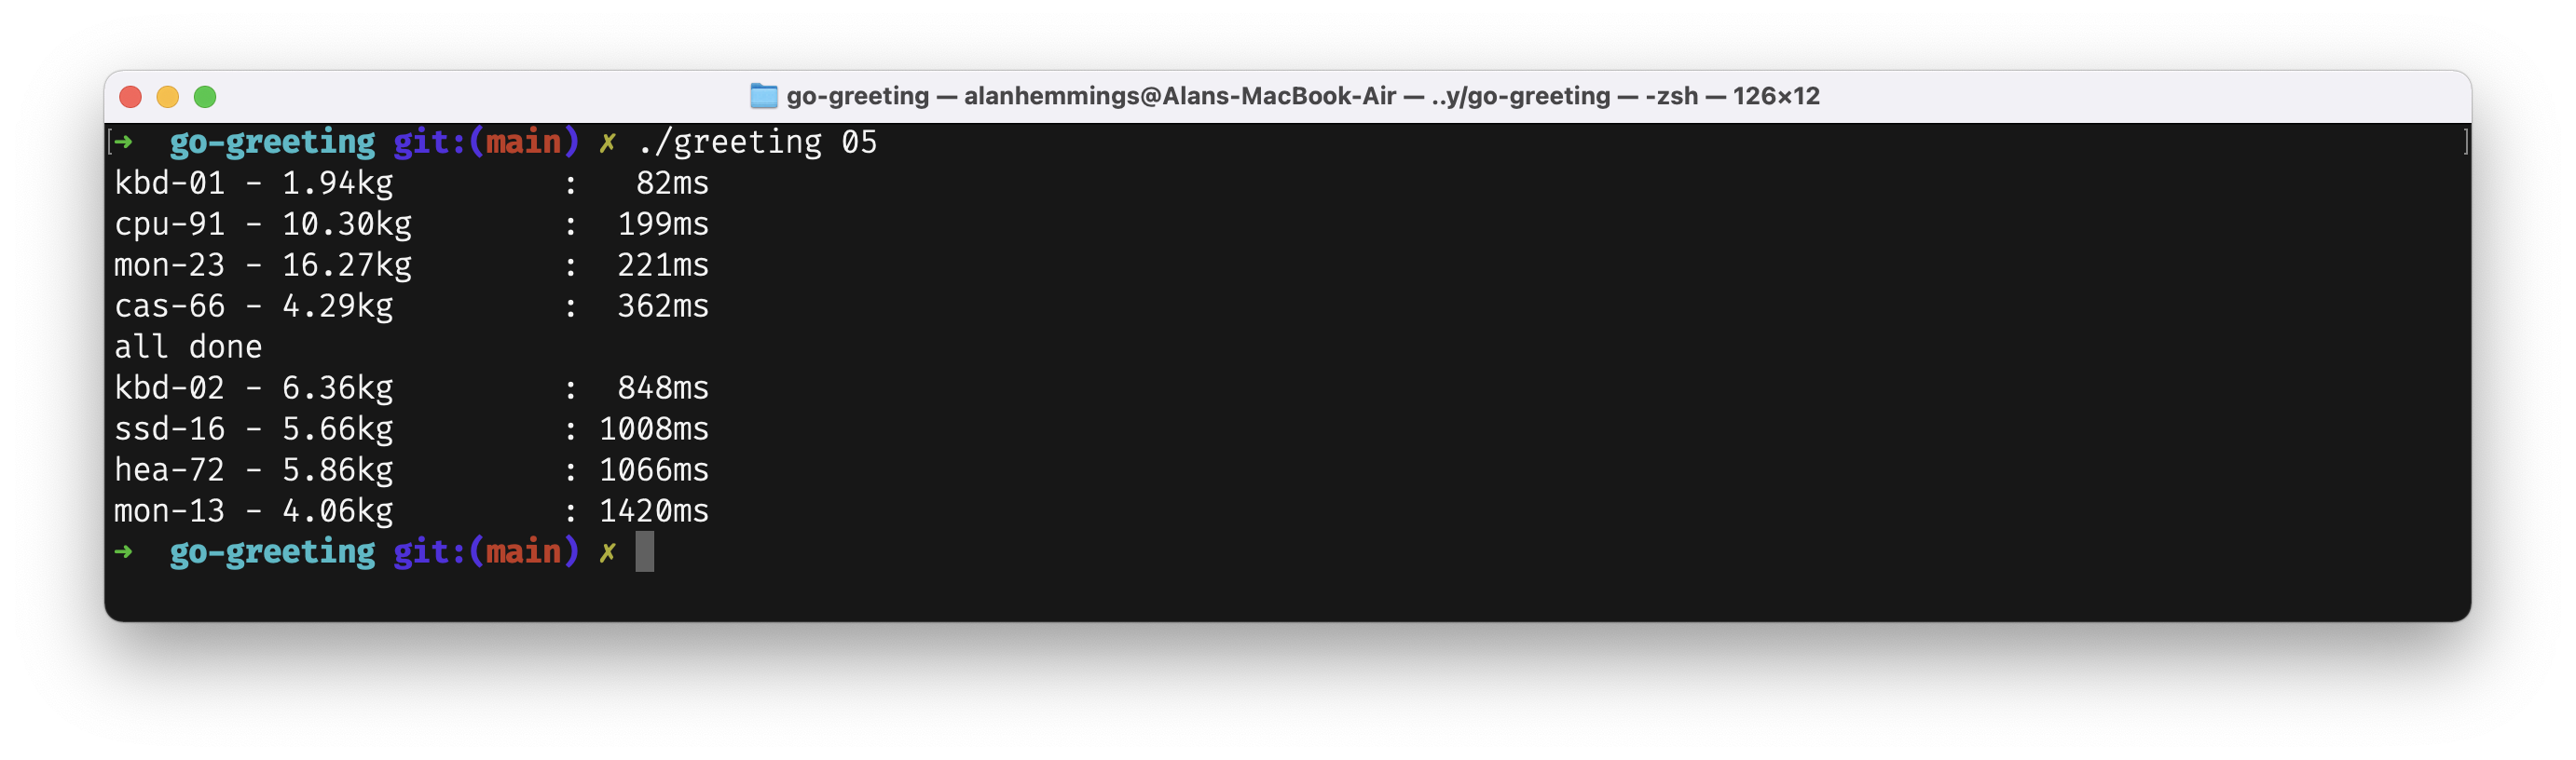 go-greeting — alanhemmings@Alans-MacBook-Air — ..y/go-greeting — -zsh — 126×12
[➜  go-greeting git:(main) ✗ ./greeting 05 ]
kbd-01 - 1.94kg         :   82ms
cpu-91 - 10.30kg        :  199ms
mon-23 - 16.27kg        :  221ms
cas-66 - 4.29kg         :  362ms
all done
kbd-02 - 6.36kg         :  848ms
ssd-16 - 5.66kg         : 1008ms
hea-72 - 5.86kg         : 1066ms
mon-13 - 4.06kg         : 1420ms
➜  go-greeting git:(main) ✗